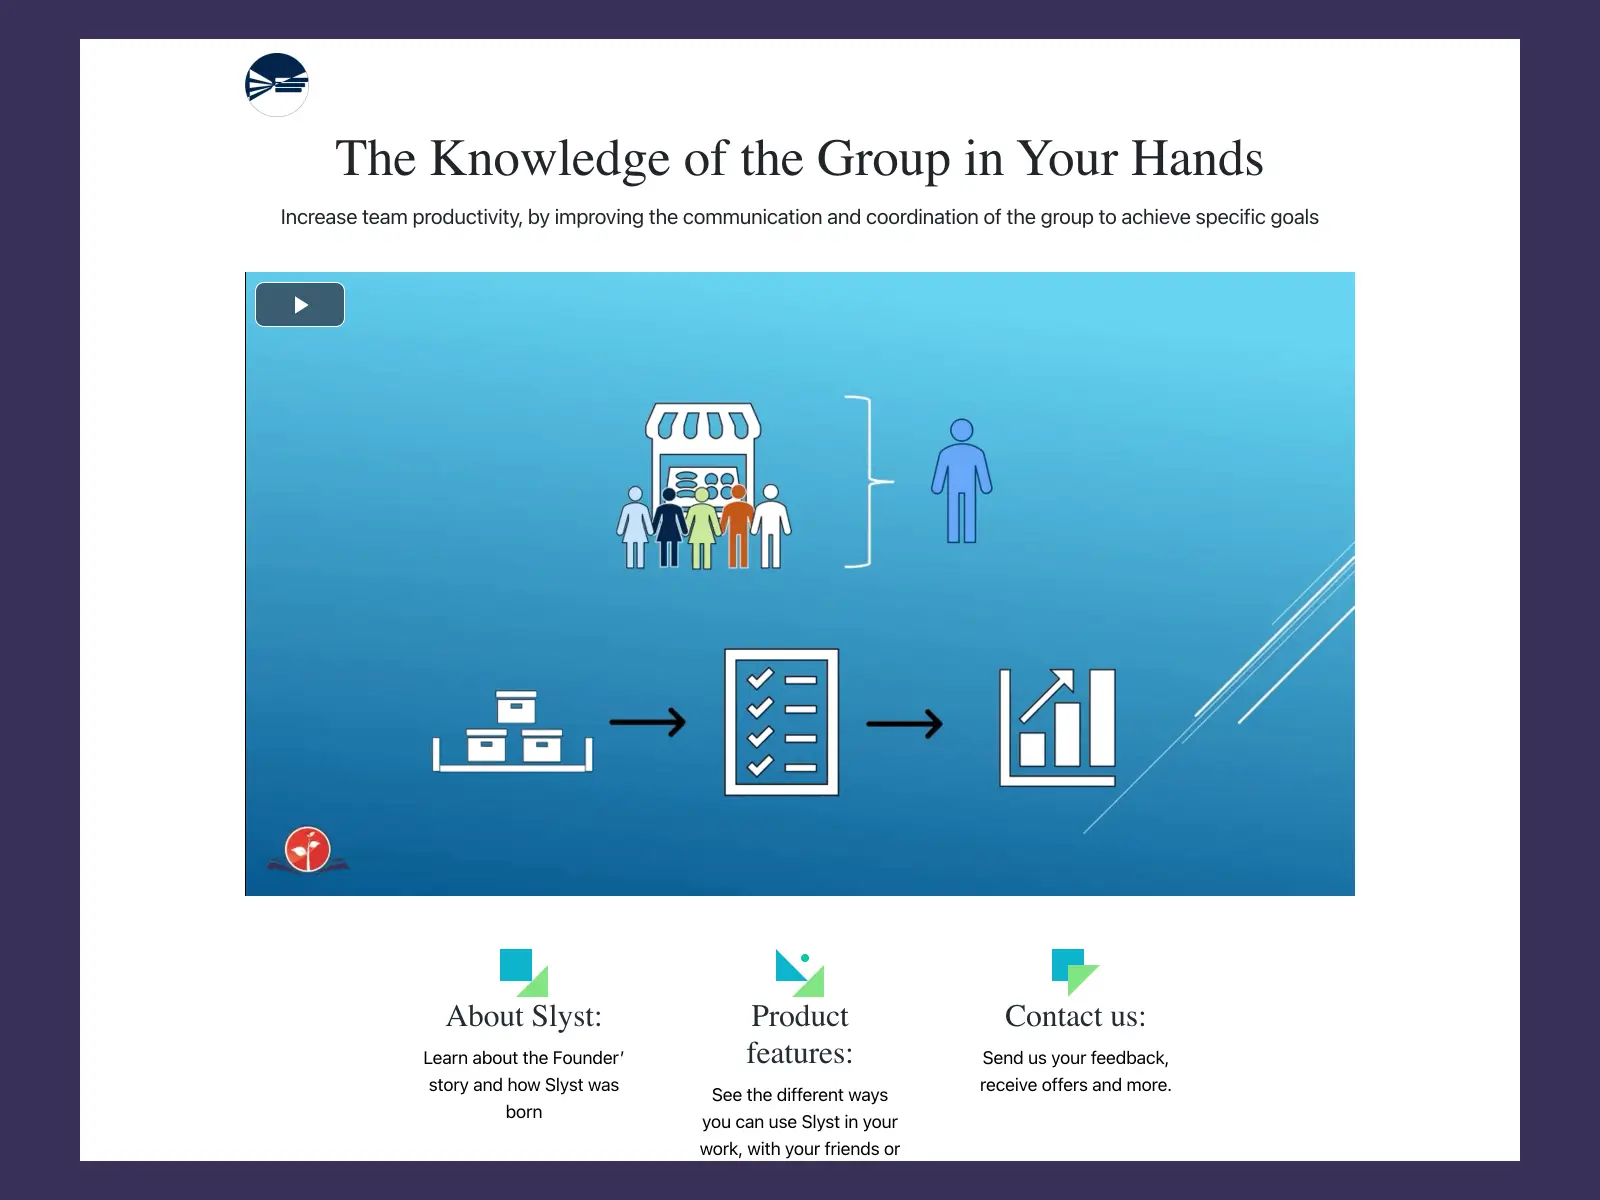 The Knowledge of the Group in Your Hands
Increase team productivity, by improving the communication and coordination of the group to achieve specific goals
About Slyst:
Learn about the Founder’
story and how Slyst was
born
Product
features:
See the different ways
you can use Slyst in your
work, with your friends or
Contact us:
Send us your feedback,
receive offers and more.